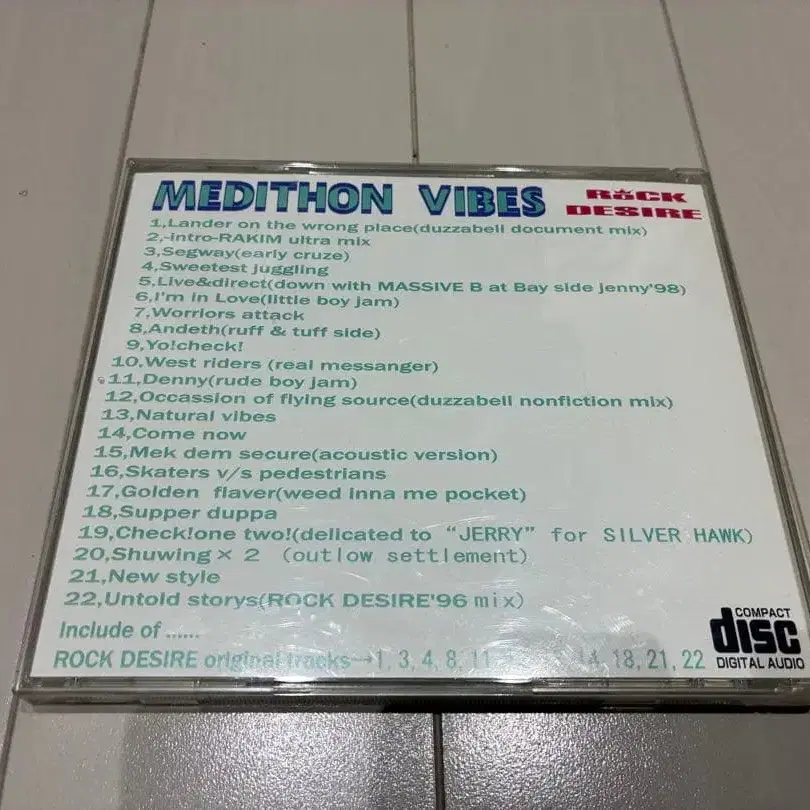 MEDITHON VIBES
ROCK DESIRE
1,Lander on the wrong place(duzzabell document mix)
2,-intro-RAKIM ultra mix
3,Segway(early cruze)
4,Sweetest juggling
5,Live&direct(down with MASSIVE B at Bay side jenny'98)
6,I'm in Love(little boy jam)
7,Worriors attack
8,Andeth(ruff & tuff side)
9,Yo!check!
10,West riders (real messanger)
11,Denny(rude boy jam)
12,Occassion of flying source(duzzabell nonfiction mix)
13,Natural vibes
14,Come now
15,Mek dem secure(acoustic version)
16,Skaters v/s pedestrians
17,Golden flaver(weed inna me pocket)
18,Supper duppa
19,Check!one two!(delicated to “JERRY” for SILVER HAWK)
20,Shuwing×2 (outlow settlement)
21,New style
22,Untold storys(ROCK DESIRE'96 mix)
Include of ......
ROCK DESIRE original tracks→1,3,4,8,11 14,18,21,22
COMPACT
disc
DIGITAL AUDIO